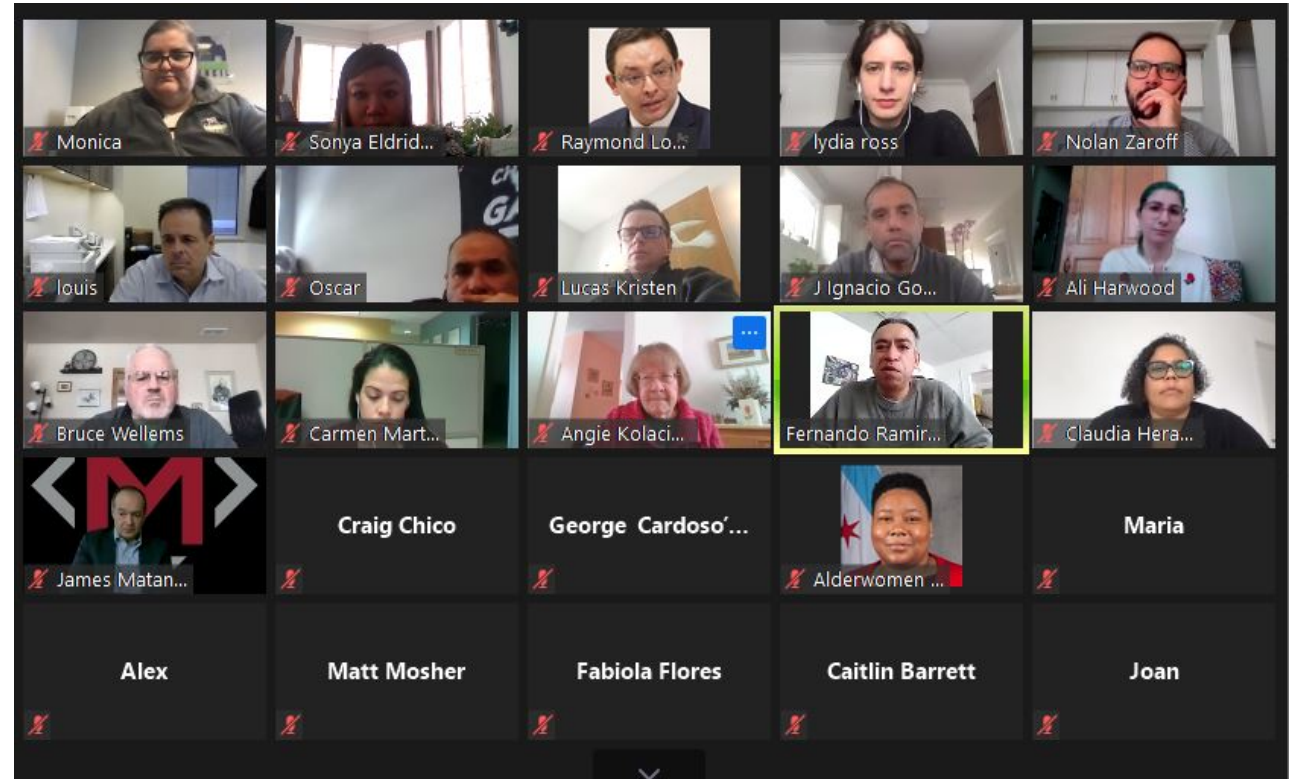 Monica
Sonya Eldrid...
Raymond Lo...
lydia ross
Nolan Zaroff
louis
Oscar
CH
GA
Lucas Kristen
J Ignacio Go...
Ali Harwood
Bruce Wellems
Carmen Mart...
Angie Kolaci...
Fernando Ramir...
Claudia Hera...
M
James Matan...
Craig Chico
George Cardoso'...
Alderwomen ...
Maria
Alex
Matt Mosher
Fabiola Flores
Caitlin Barrett
Joan